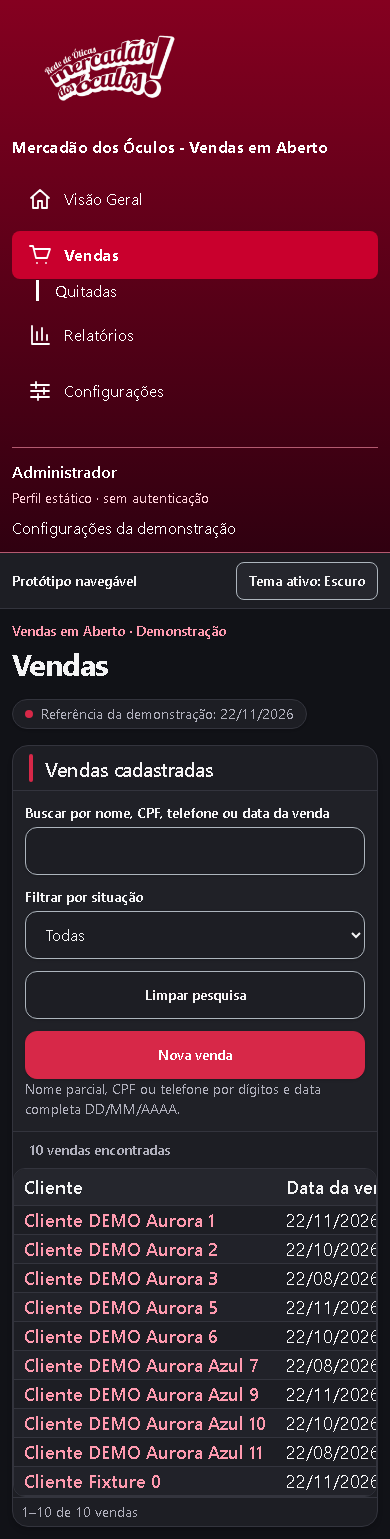 Rede de Óticas
mercadão
dos óculos!
Mercadão dos Óculos - Vendas em Aberto
Visão Geral
Vendas
Quitadas
Relatórios
Configurações
Administrador
Perfil estático · sem autenticação
Configurações da demonstração
Protótipo navegável
Tema ativo: Escuro
Vendas em Aberto · Demonstração
Vendas
Referência da demonstração: 22/11/2026
Vendas cadastradas
Buscar por nome, CPF, telefone ou data da venda
Filtrar por situação
Todas
Limpar pesquisa
Nova venda
Nome parcial, CPF ou telefone por dígitos e data
completa DD/MM/AAAA.
10 vendas encontradas
Cliente Data da ven
Cliente DEMO Aurora 1 22/11/2026
Cliente DEMO Aurora 2 22/10/2026
Cliente DEMO Aurora 3 22/08/2026
Cliente DEMO Aurora 5 22/11/2026
Cliente DEMO Aurora 6 22/10/2026
Cliente DEMO Aurora Azul 7 22/08/2026
Cliente DEMO Aurora Azul 9 22/11/2026
Cliente DEMO Aurora Azul 10 22/10/2026
Cliente DEMO Aurora Azul 11 22/08/2026
Cliente Fixture 0 22/11/2026
1–10 de 10 vendas